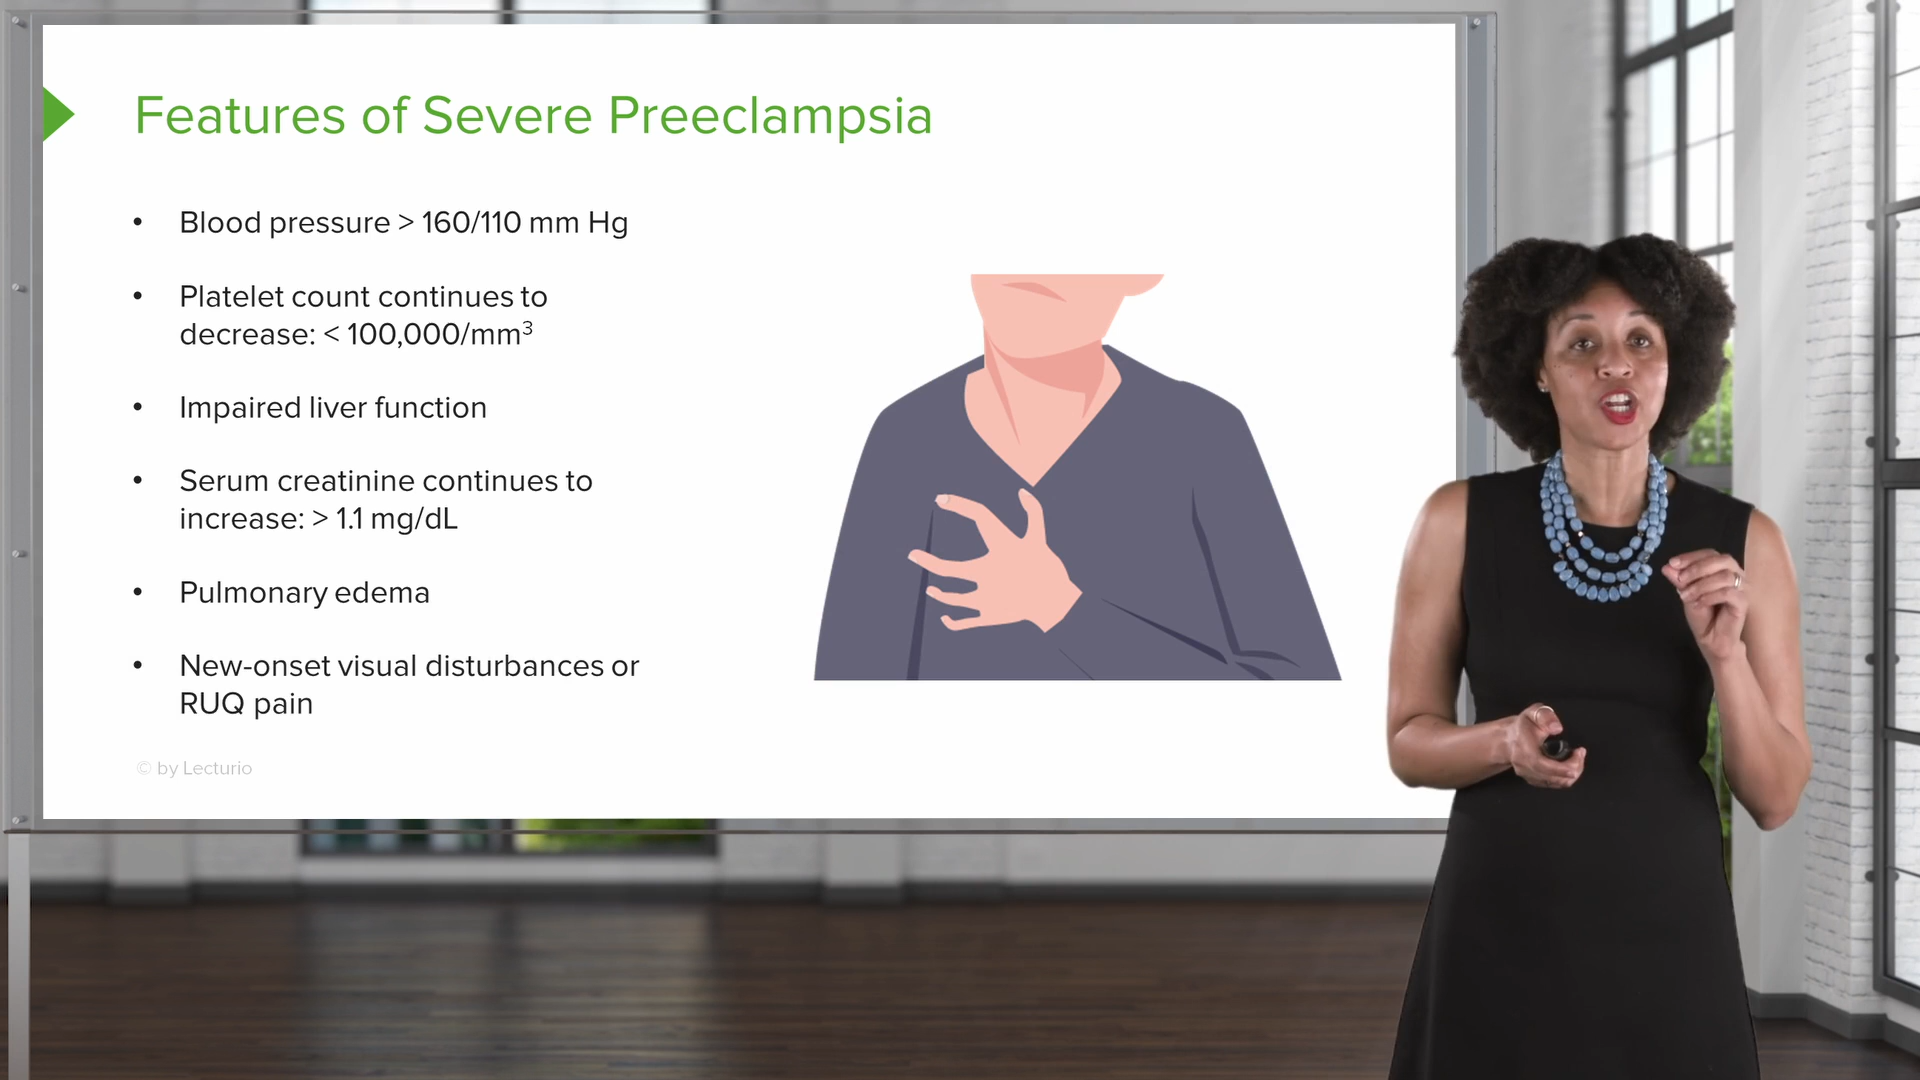 Features of Severe Preeclampsia
• Blood pressure > 160/110 mm Hg
• Platelet count continues to
decrease: < 100,000/mm³
• Impaired liver function
• Serum creatinine continues to
increase: > 1.1 mg/dL
• Pulmonary edema
• New-onset visual disturbances or
RUQ pain
© by Lecturio